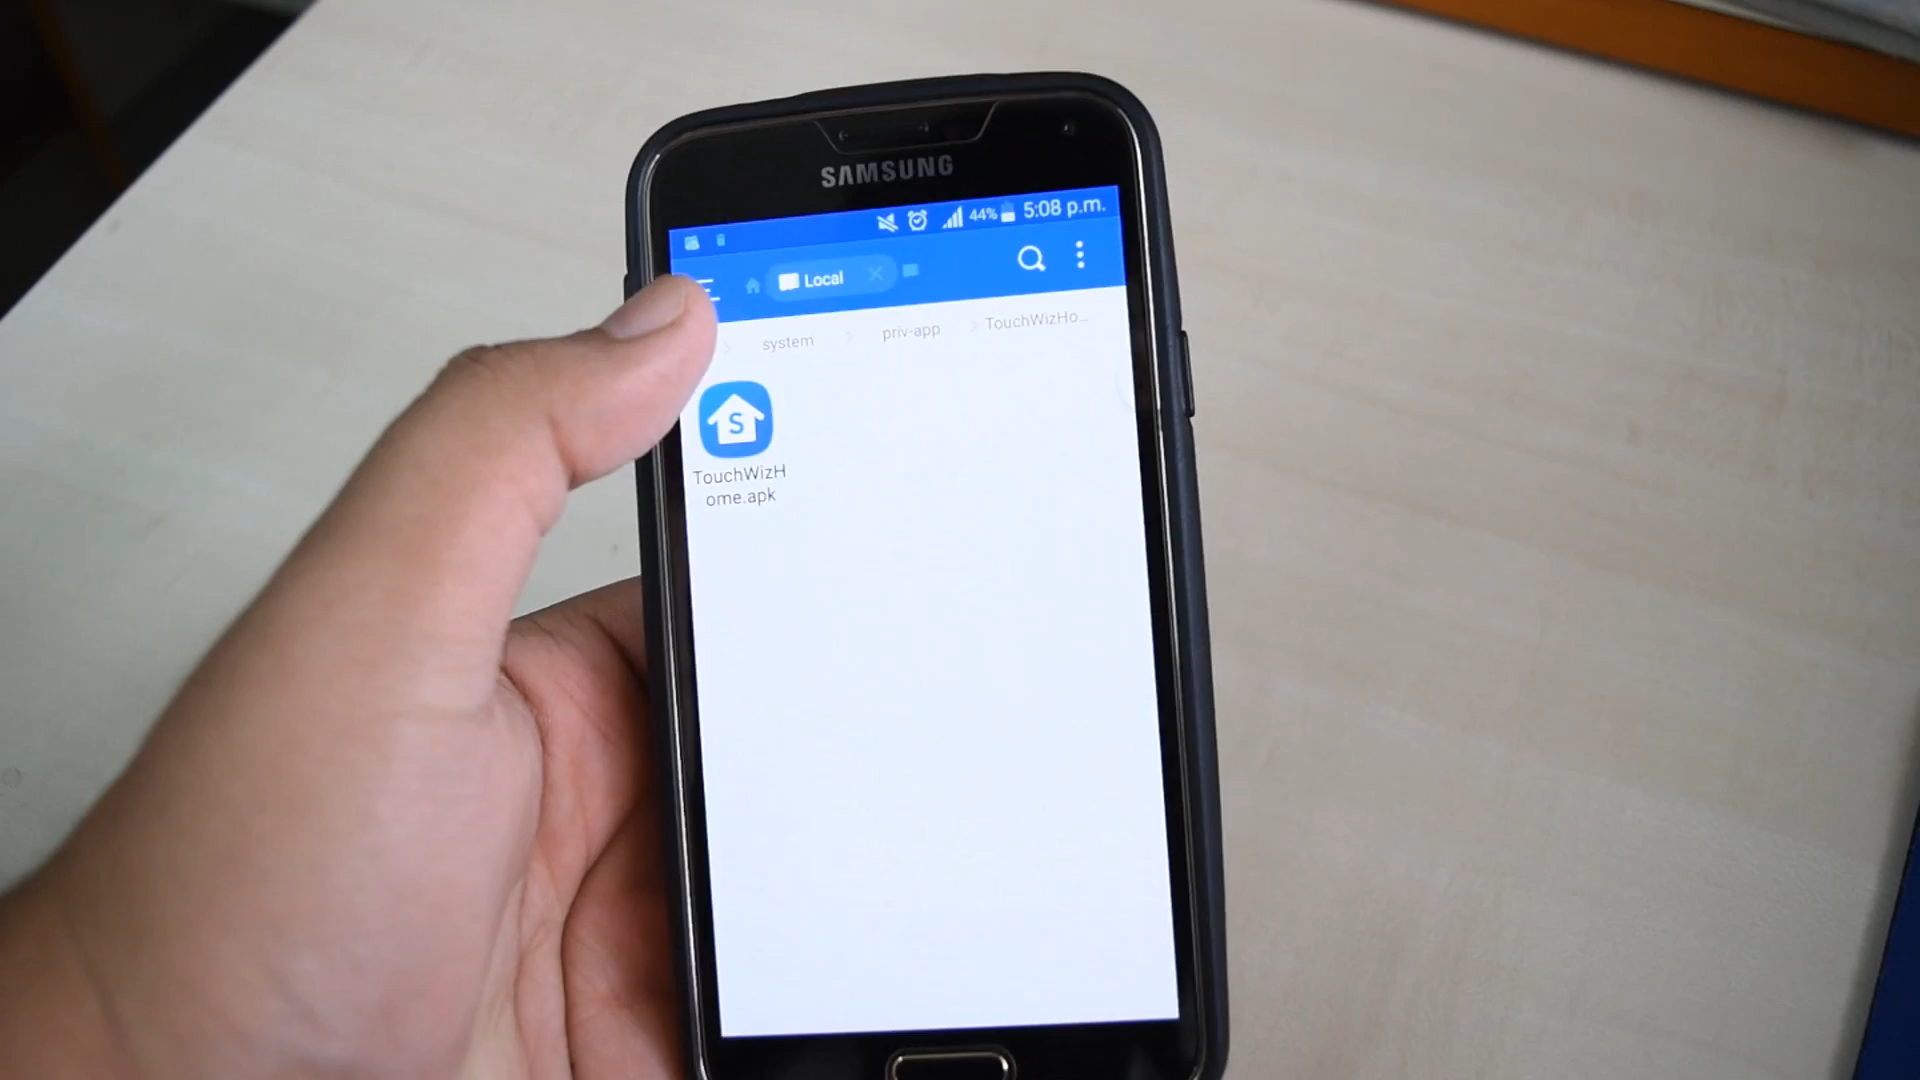 SAMSUNG
44% 5:08 p.m.
Local
system > priv-app > TouchWizHo...
S
TouchWizH
ome.apk